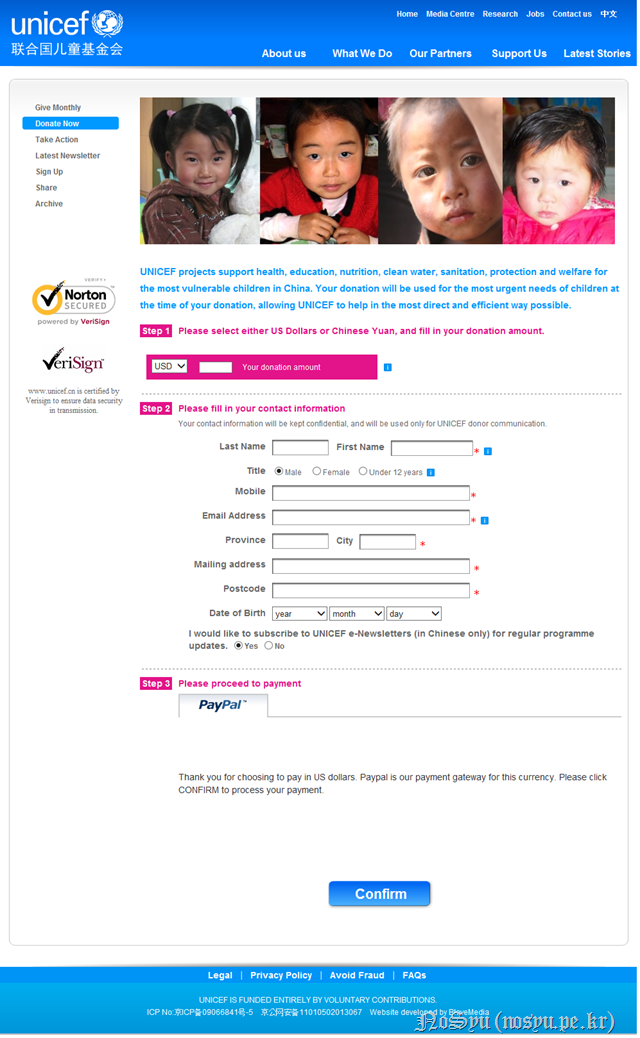 unicef
联合国儿童基金会
Home Media Centre Research Jobs Contact us 中文
About us What We Do Our Partners Support Us Latest Stories
Give Monthly
Donate Now
Take Action
Latest Newsletter
Sign Up
Share
Archive
VERIFY
Norton
SECURED
powered by VeriSign
VeriSign
www.unicef.cn is certified by
Verisign to ensure data security
in transmission.
UNICEF projects support health, education, nutrition, clean water, sanitation, protection and welfare for
the most vulnerable children in China. Your donation will be used for the most urgent needs of children at
the time of your donation, allowing UNICEF to help in the most direct and efficient way possible.
Step 1 Please select either US Dollars or Chinese Yuan, and fill in your donation amount.
USD Your donation amount i
Step 2 Please fill in your contact information
Your contact information will be kept confidential, and will be used only for UNICEF donor communication.
Last Name First Name * i
Title Male Female Under 12 years i
Mobile *
Email Address * i
Province City *
Mailing address *
Postcode *
Date of Birth year month day
I would like to subscribe to UNICEF e-Newsletters (in Chinese only) for regular programme
updates. Yes No
Step 3 Please proceed to payment
PayPal™
Thank you for choosing to pay in US dollars. Paypal is our payment gateway for this currency. Please click
CONFIRM to process your payment.
Confirm
Legal | Privacy Policy | Avoid Fraud | FAQs
UNICEF IS FUNDED ENTIRELY BY VOLUNTARY CONTRIBUTIONS.
ICP No:京ICP备09066841号-5 京公网安备11010502013067 Website developed by BHiveMedia
NoSyu (nosyu.pe.kr)